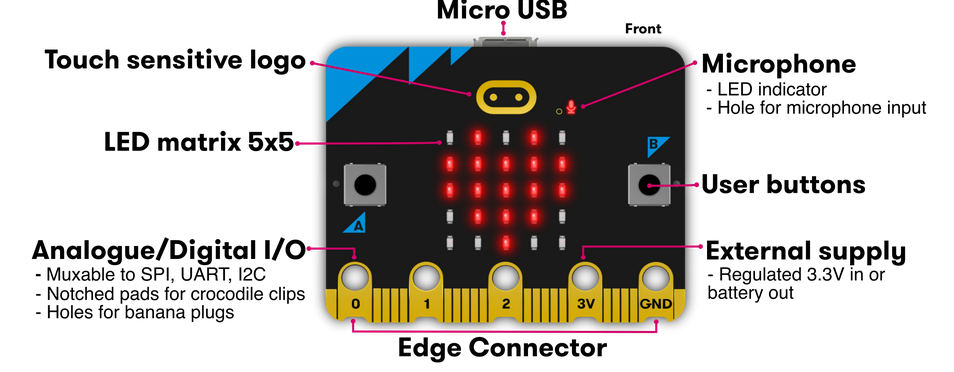 Micro USB
Front
Touch sensitive logo
Microphone
- LED indicator
- Hole for microphone input
LED matrix 5x5
B
User buttons
A
Analogue/Digital I/O
- Muxable to SPI, UART, I2C
- Notched pads for crocodile clips
- Holes for banana plugs
External supply
- Regulated 3.3V in or
battery out
0 1 2 3V GND
Edge Connector